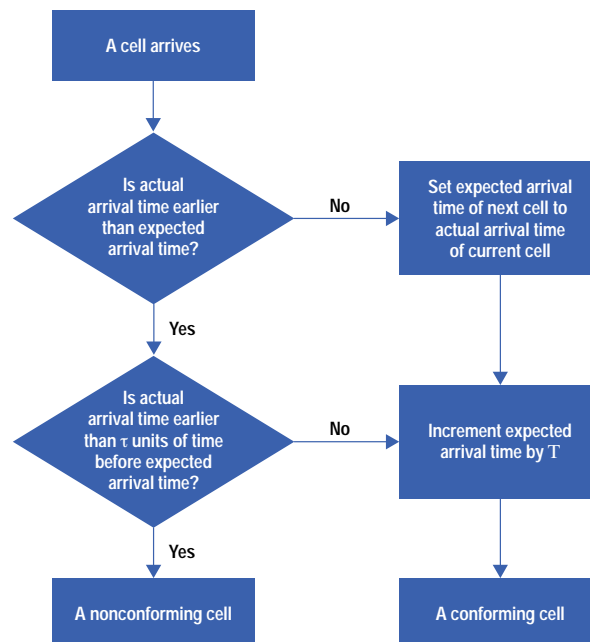 A cell arrives
Is actual
arrival time earlier
than expected
arrival time?
No
Set expected arrival
time of next cell to
actual arrival time
of current cell
Yes
Is actual
arrival time earlier
than τ units of time
before expected
arrival time?
No
Increment expected
arrival time by T
Yes
A nonconforming cell
A conforming cell